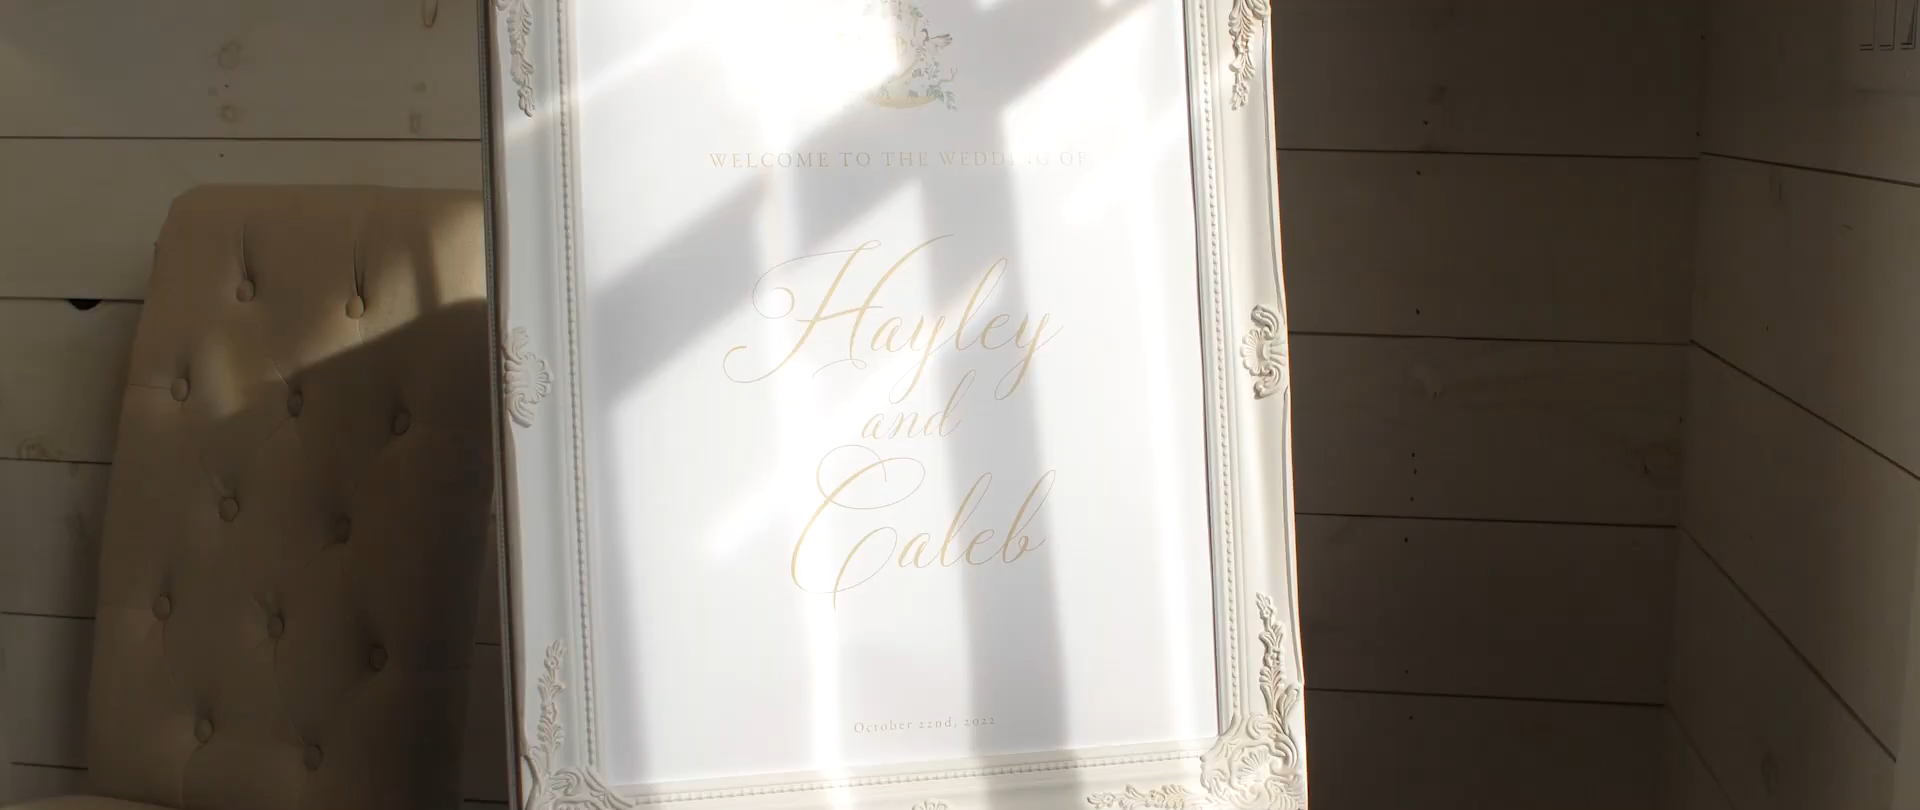 WELCOME TO THE WEDDING OF
Hayley
and
Caleb
October 22nd, 2022